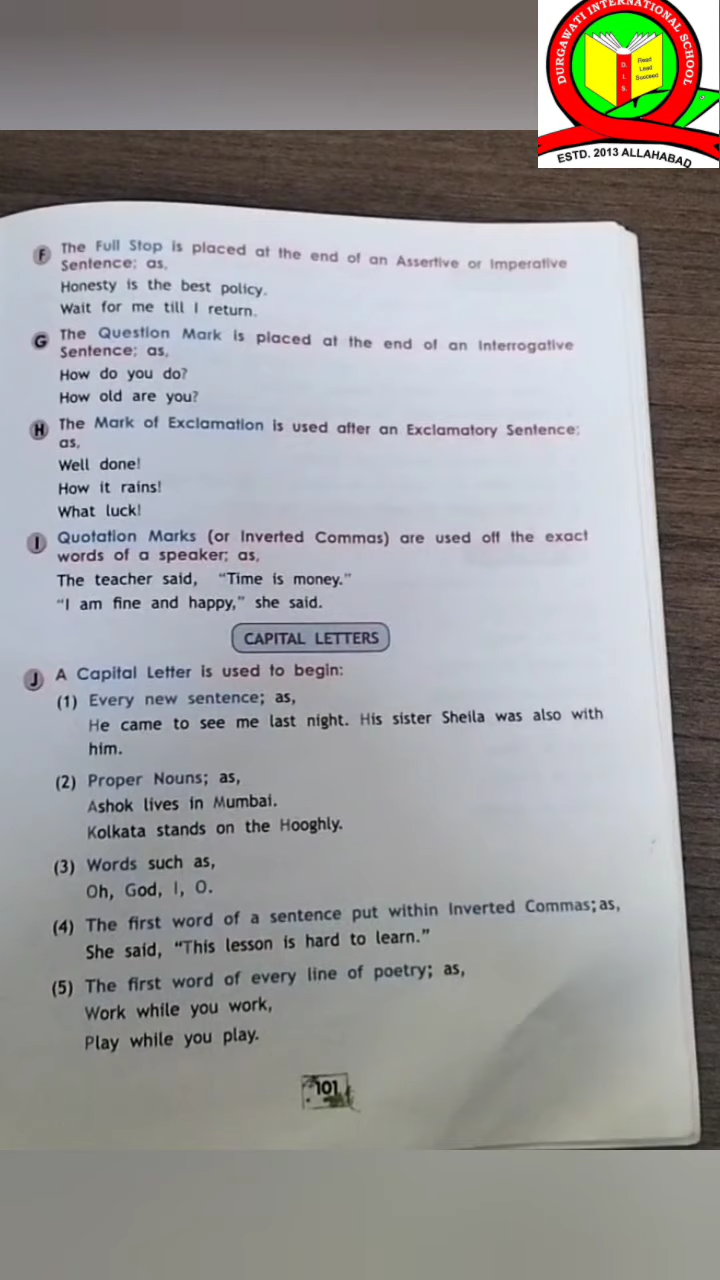 DURGAWATI INTERNATIONAL SCHOOL
D.
I.
S.
Read
Lead
Succeed
ESTD. 2013 ALLAHABAD
F The Full Stop is placed at the end of an Assertive or Imperative
Sentence; as,
Honesty is the best policy.
Wait for me till I return.
G The Question Mark is placed at the end of an Interrogative
Sentence; as,
How do you do?
How old are you?
H The Mark of Exclamation is used after an Exclamatory Sentence;
as,
Well done!
How it rains!
What luck!
I Quotation Marks (or Inverted Commas) are used off the exact
words of a speaker; as,
The teacher said, “Time is money.”
“I am fine and happy,” she said.
CAPITAL LETTERS
J A Capital Letter is used to begin:
(1) Every new sentence; as,
He came to see me last night. His sister Sheila was also with
him.
(2) Proper Nouns; as,
Ashok lives in Mumbai.
Kolkata stands on the Hooghly.
(3) Words such as,
Oh, God, I, O.
(4) The first word of a sentence put within Inverted Commas; as,
She said, “This lesson is hard to learn.”
(5) The first word of every line of poetry; as,
Work while you work,
Play while you play.
101